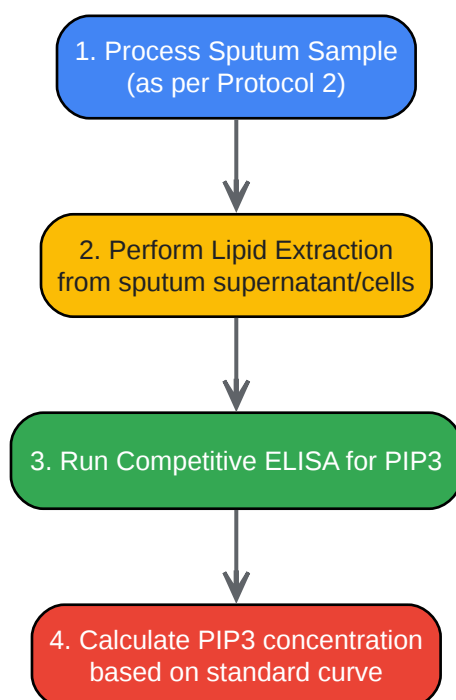 1. Process Sputum Sample
(as per Protocol 2)
2. Perform Lipid Extraction
from sputum supernatant/cells
3. Run Competitive ELISA for PIP3
4. Calculate PIP3 concentration
based on standard curve